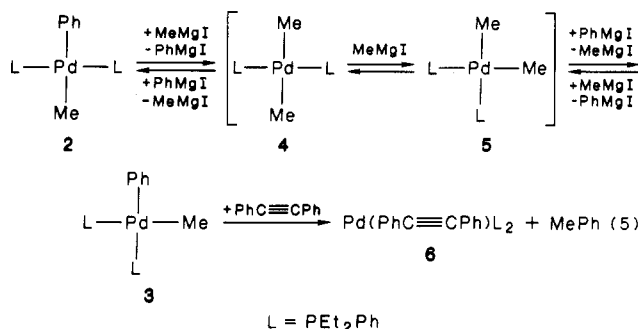 Ph
L—Pd—L
Me
2
+MeMgI
-PhMgI
+PhMgI
-MeMgI
Me
L—Pd—L
Me
4
MeMgI
Me
L—Pd—Me
L
5
+PhMgI
-MeMgI
+MeMgI
-PhMgI
Ph
L—Pd—Me
L
3
+PhC≡CPh
Pd(PhC≡CPh)L₂ + MePh (5)
6
L = PEt₂Ph